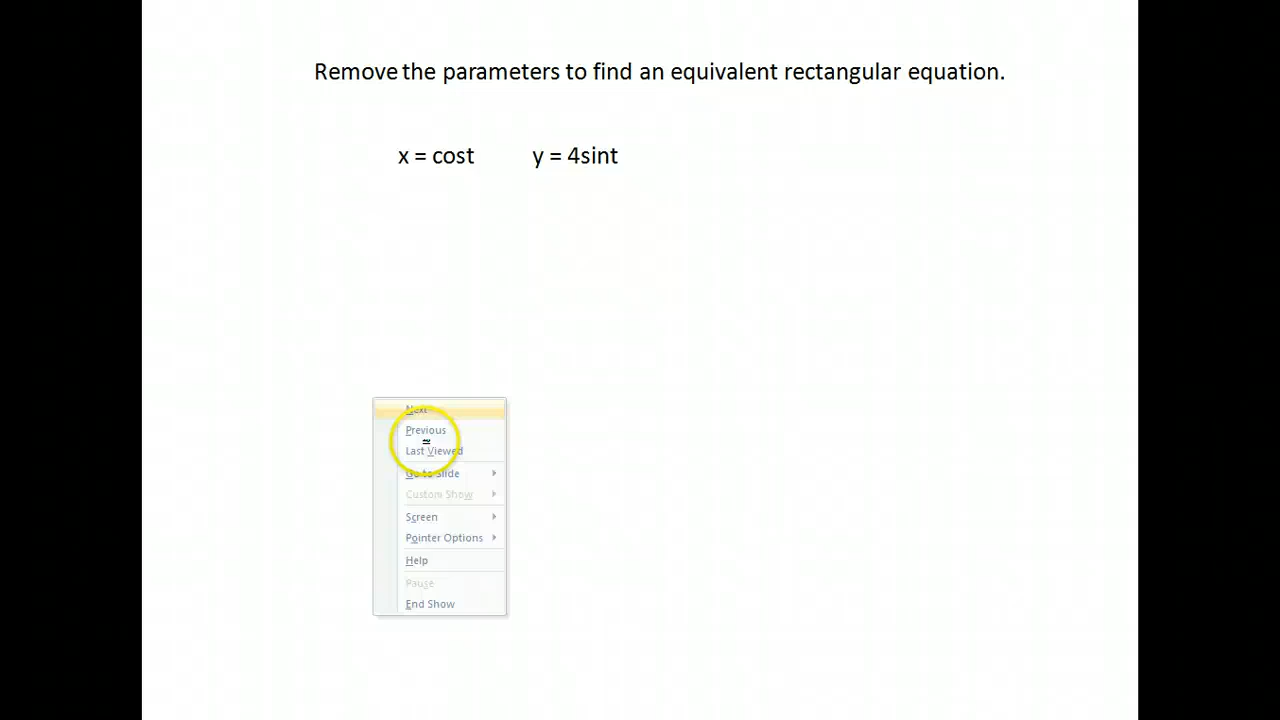 Remove the parameters to find an equivalent rectangular equation.
x = cost y = 4sint
Next
Previous
Last Viewed
Go to Slide
Custom Show
Screen
Pointer Options
Help
Pause
End Show